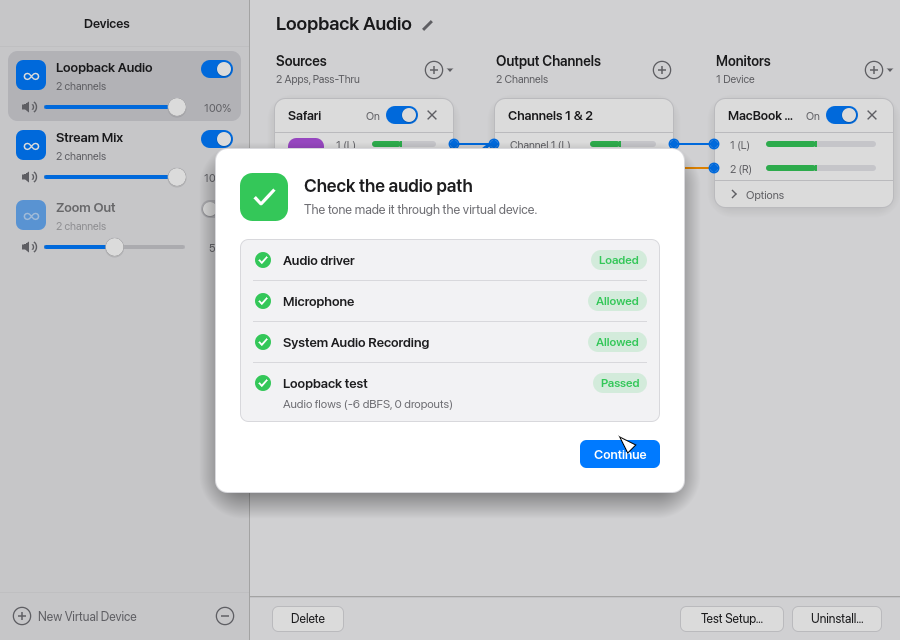 Devices
Loopback Audio
2 channels
100%
Stream Mix
2 channels
Zoom Out
2 channels
New Virtual Device
Loopback Audio
Sources
2 Apps, Pass-Thru
Output Channels
2 Channels
Monitors
1 Device
Safari
On
1 (L)
Channels 1 & 2
Channel 1 (L)
MacBook ...
On
1 (L)
2 (R)
Options
Check the audio path
The tone made it through the virtual device.
Audio driver
Loaded
Microphone
Allowed
System Audio Recording
Allowed
Loopback test
Passed
Audio flows (-6 dBFS, 0 dropouts)
Continue
Delete
Test Setup...
Uninstall...